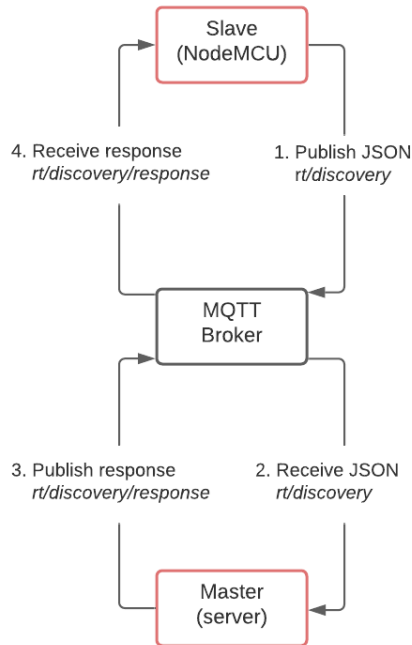 Slave
(NodeMCU)
4. Receive response
rt/discovery/response
1. Publish JSON
rt/discovery
MQTT
Broker
3. Publish response
rt/discovery/response
2. Receive JSON
rt/discovery
Master
(server)